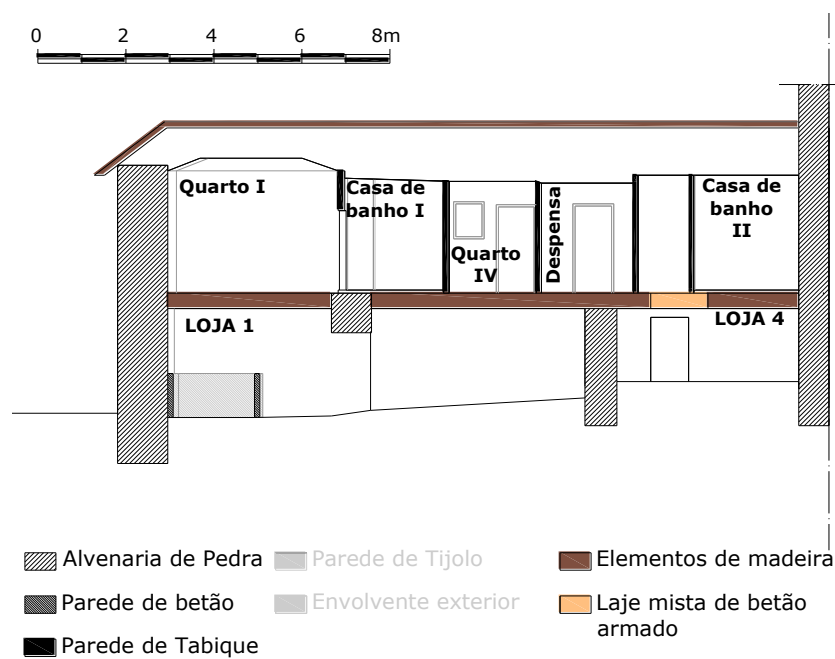 0 2 4 6 8m
Quarto I
Casa de
banho I
Quarto
IV
Despensa
Casa de
banho
II
LOJA 1
LOJA 4
Alvenaria de Pedra
Parede de Tijolo
Elementos de madeira
Parede de betão
Envolvente exterior
Laje mista de betão
armado
Parede de Tabique